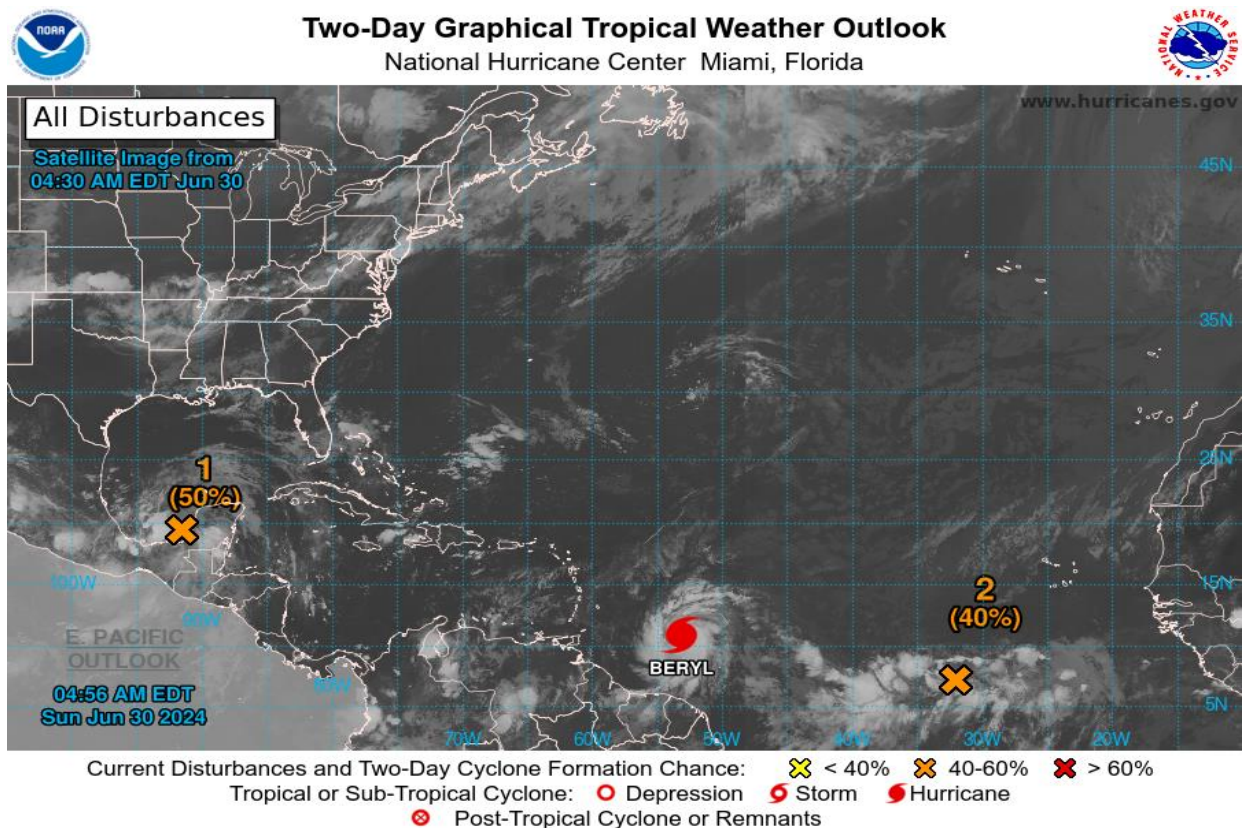 NOAA
Two-Day Graphical Tropical Weather Outlook
National Hurricane Center Miami, Florida
NATIONAL WEATHER SERVICE
All Disturbances
www.hurricanes.gov
Satellite Image from
04:30 AM EDT Jun 30
45N
35N
25N
1
(50%)
15N
2
(40%)
100W
90W
E. PACIFIC
OUTLOOK
BERYL
80W
04:56 AM EDT
Sun Jun 30 2024
5N
70W
60W
50W
40W
30W
20W
Current Disturbances and Two-Day Cyclone Formation Chance: < 40% 40-60% > 60%
Tropical or Sub-Tropical Cyclone: Depression Storm Hurricane
Post-Tropical Cyclone or Remnants